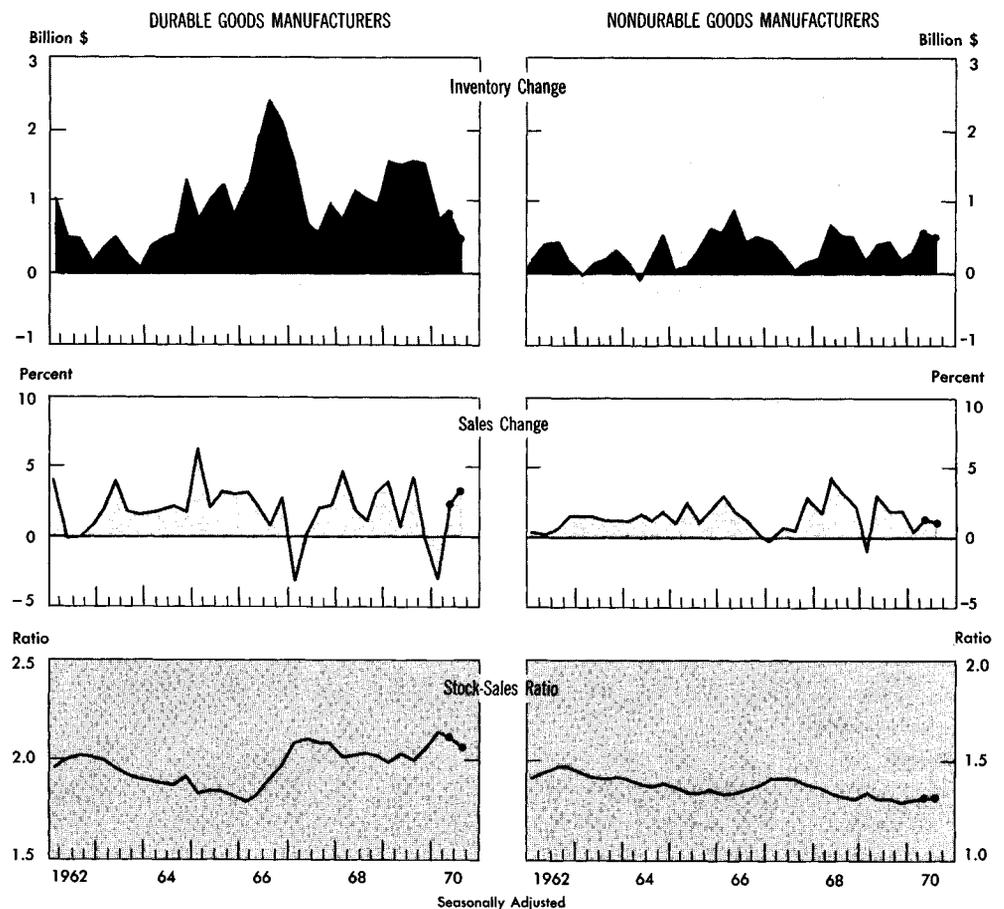 DURABLE GOODS MANUFACTURERS
NONDURABLE GOODS MANUFACTURERS
Billion $
Billion $
3
3
Inventory Change
2
2
1
1
0
0
-1
-1
Percent
Percent
10
10
Sales Change
5
5
0
0
-5
-5
Ratio
Ratio
2.5
2.0
Stock-Sales Ratio
2.0
1.5
1.5
1.0
1962 64 66 68 70
1962 64 66 68 70
Seasonally Adjusted